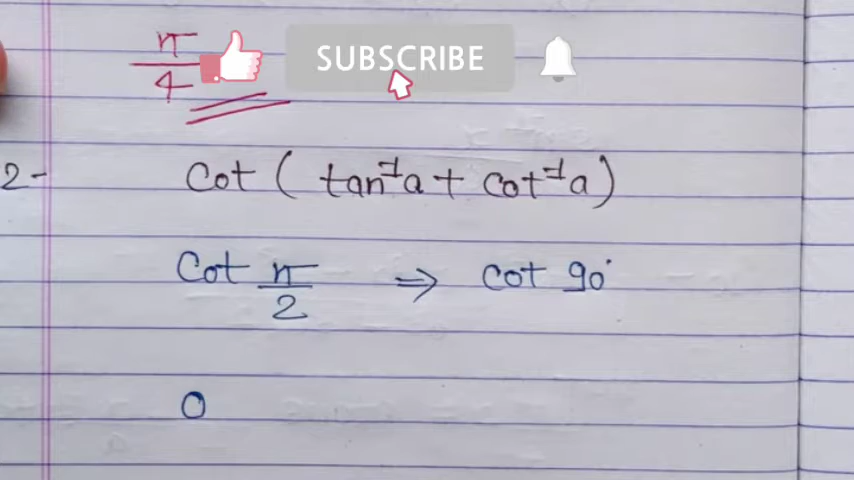 π/4
SUBSCRIBE
2- Cot ( tan⁻¹a + cot⁻¹a )
Cot π/2 ⇒ cot 90°
0